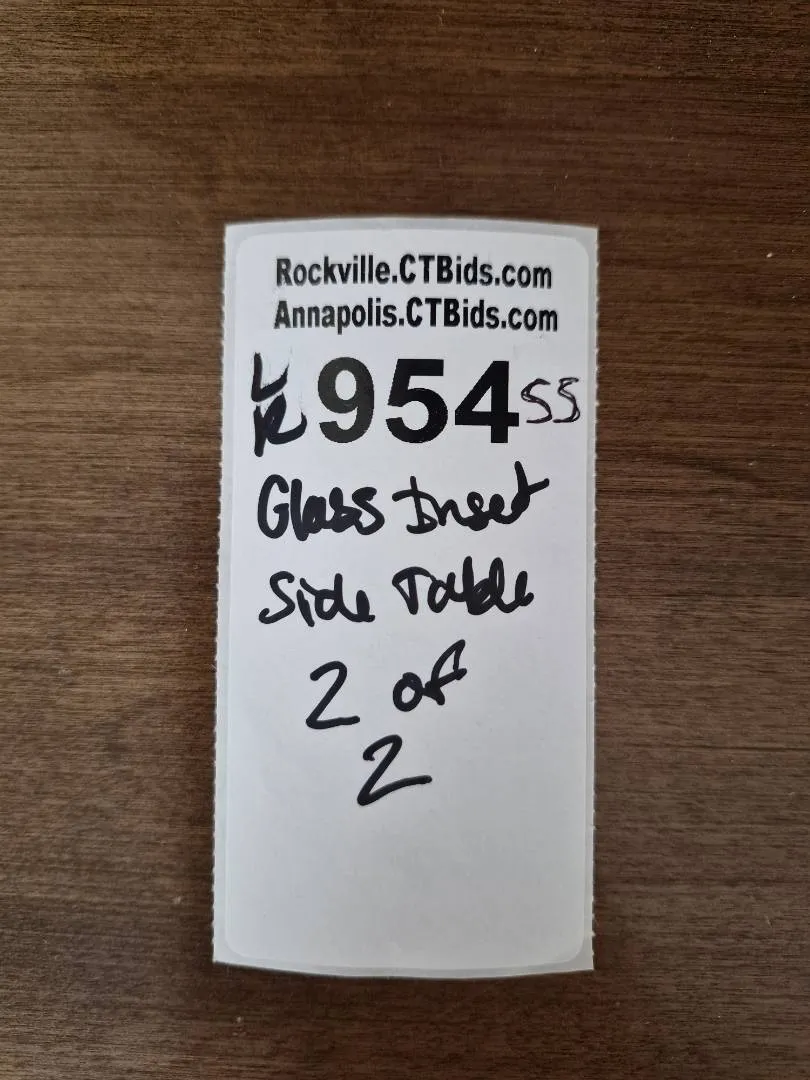 Rockville.CTBids.com
Annapolis.CTBids.com
LR 954 SS
Glass Inset
Side Table
2 of
2